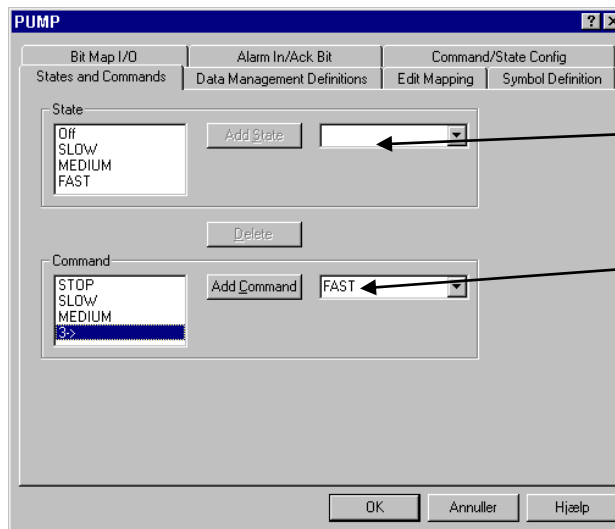 PUMP
Bit Map I/O Alarm In/Ack Bit Command/State Config
States and Commands Data Management Definitions Edit Mapping Symbol Definition
State
Off
SLOW
MEDIUM
FAST
Add State
Delete
Command
STOP
SLOW
MEDIUM
3->
Add Command FAST
OK Annuller Hjælp